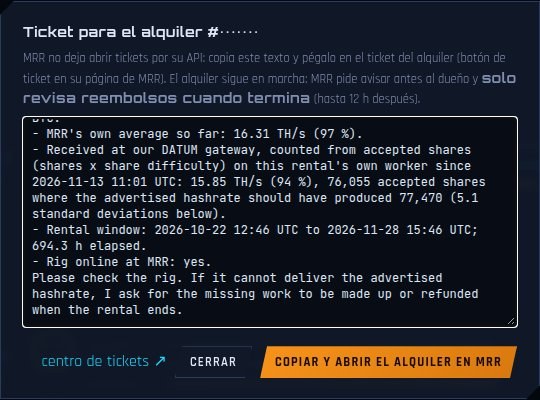 Ticket para el alquiler #·······
MRR no deja abrir tickets por su API: copia este texto y pégalo en el ticket del alquiler (botón de
ticket en su página de MRR). El alquiler sigue en marcha: MRR pide avisar antes al dueño y solo
revisa reembolsos cuando termina (hasta 12 h después).
BTC.
- MRR's own average so far: 16.31 TH/s (97 %).
- Received at our DATUM gateway, counted from accepted shares
(shares x share difficulty) on this rental's own worker since
2026-11-13 11:01 UTC: 15.85 TH/s (94 %), 76,055 accepted shares
where the advertised hashrate should have produced 77,470 (5.1
standard deviations below).
- Rental window: 2026-10-22 12:46 UTC to 2026-11-28 15:46 UTC;
694.3 h elapsed.
- Rig online at MRR: yes.
Please check the rig. If it cannot deliver the advertised
hashrate, I ask for the missing work to be made up or refunded
when the rental ends.
centro de tickets ↗
CERRAR
COPIAR Y ABRIR EL ALQUILER EN MRR